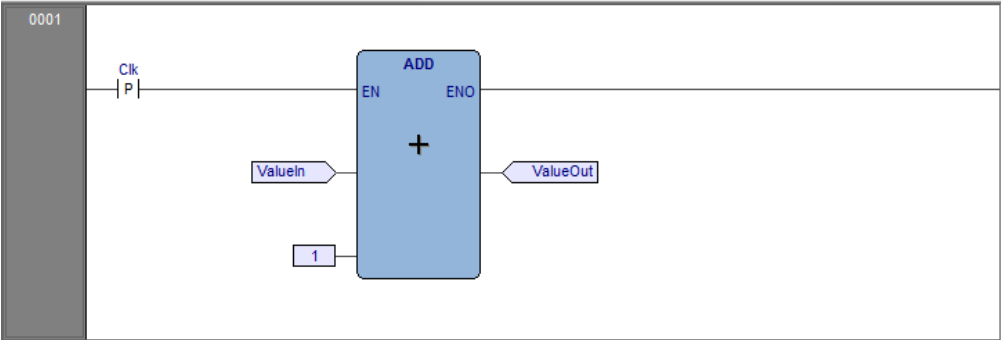 0001
Clk
P
ADD
EN ENO
+
ValueIn ValueOut
1